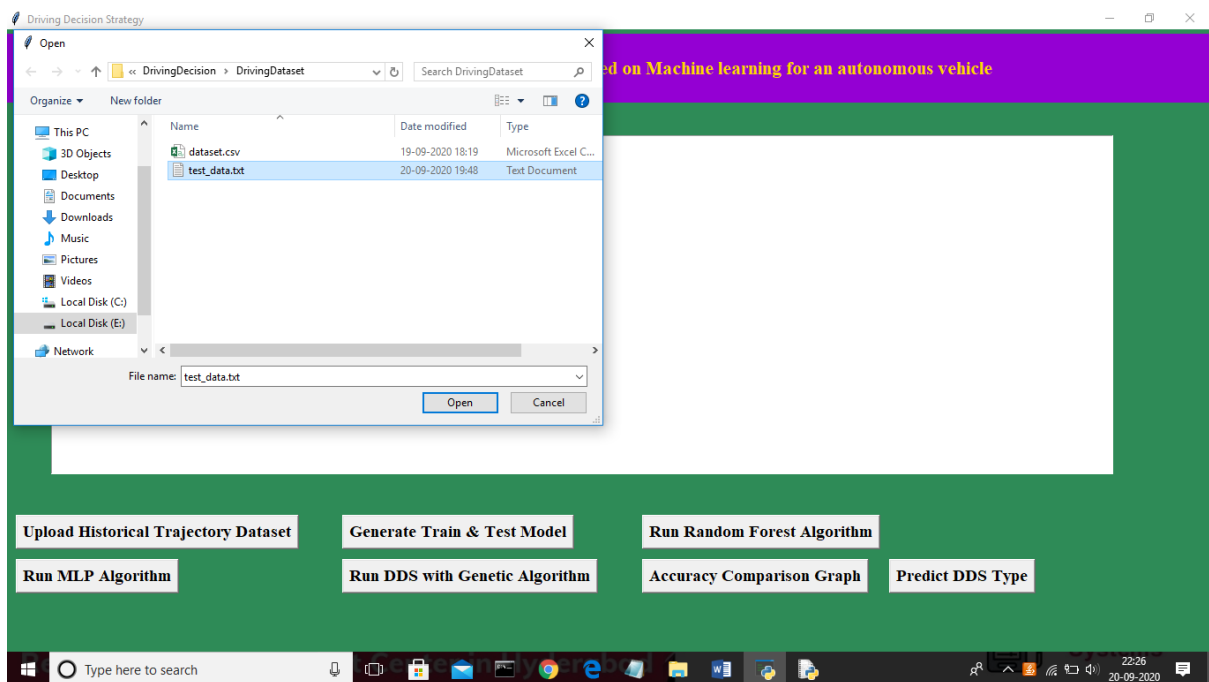 Driving Decision Strategy
Open
ed on Machine learning for an autonomous vehicle
« DrivingDecision > DrivingDataset
Search DrivingDataset
Organize
New folder
This PC
3D Objects
Desktop
Documents
Downloads
Music
Pictures
Videos
Local Disk (C:)
Local Disk (E:)
Network
Name
Date modified
Type
dataset.csv
19-09-2020 18:19
Microsoft Excel C...
test_data.txt
20-09-2020 19:48
Text Document
File name:
test_data.txt
Open
Cancel
Upload Historical Trajectory Dataset
Generate Train & Test Model
Run Random Forest Algorithm
Run MLP Algorithm
Run DDS with Genetic Algorithm
Accuracy Comparison Graph
Predict DDS Type
Type here to search
22:26
20-09-2020